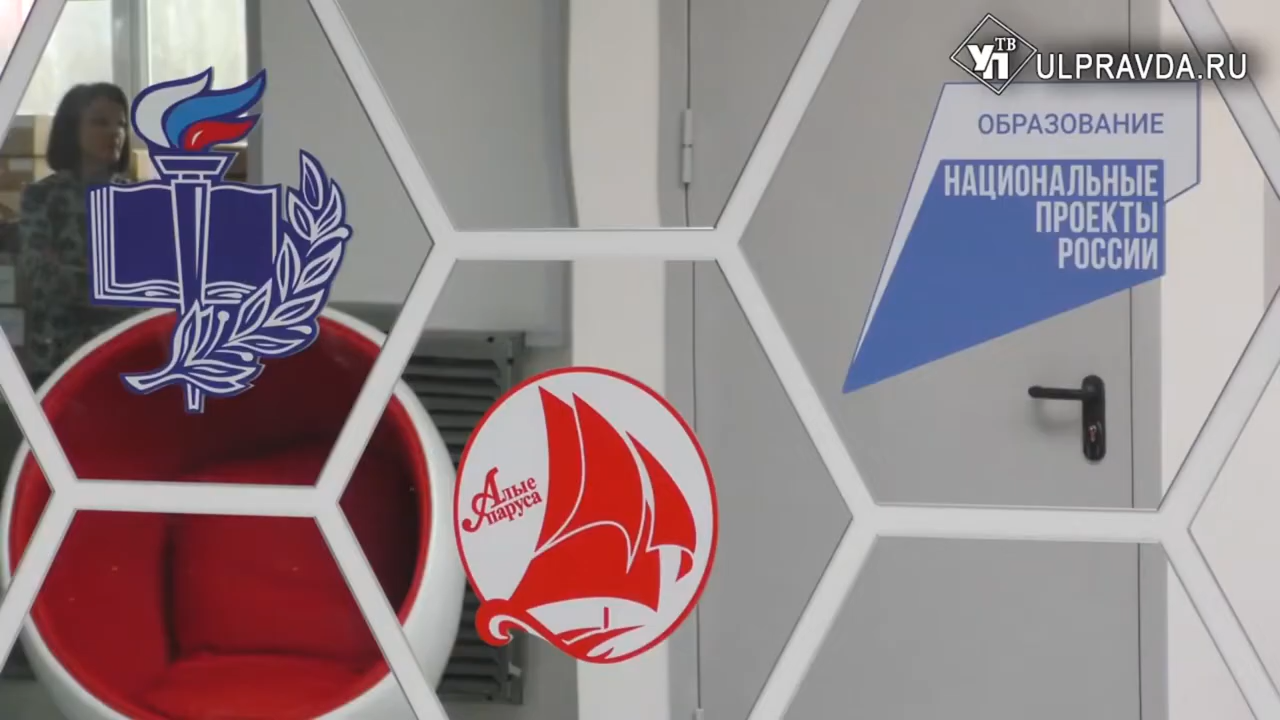 УП ТВ
ULPRAVDA.RU
ОБРАЗОВАНИЕ
НАЦИОНАЛЬНЫЕ
ПРОЕКТЫ
РОССИИ
Алые
паруса